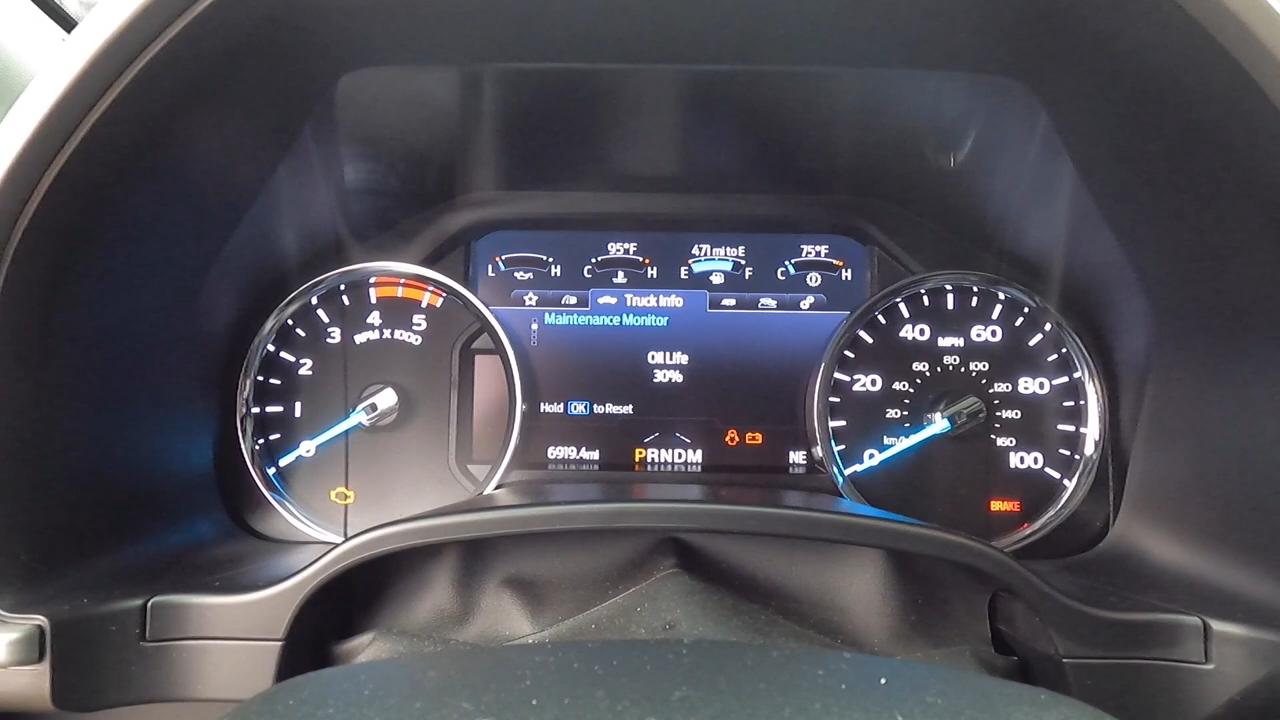 95°F
471 mi to E
75°F
L H
C H
E F
C H
Truck Info
Maintenance Monitor
Oil Life
30%
Hold OK to Reset
6919.4mi
PRNDM
NE
0
1
2
3
4
5
RPM X 1000
0
20
40
60
80
100
MPH
km/h
20
40
60
80
100
120
140
160
BRAKE